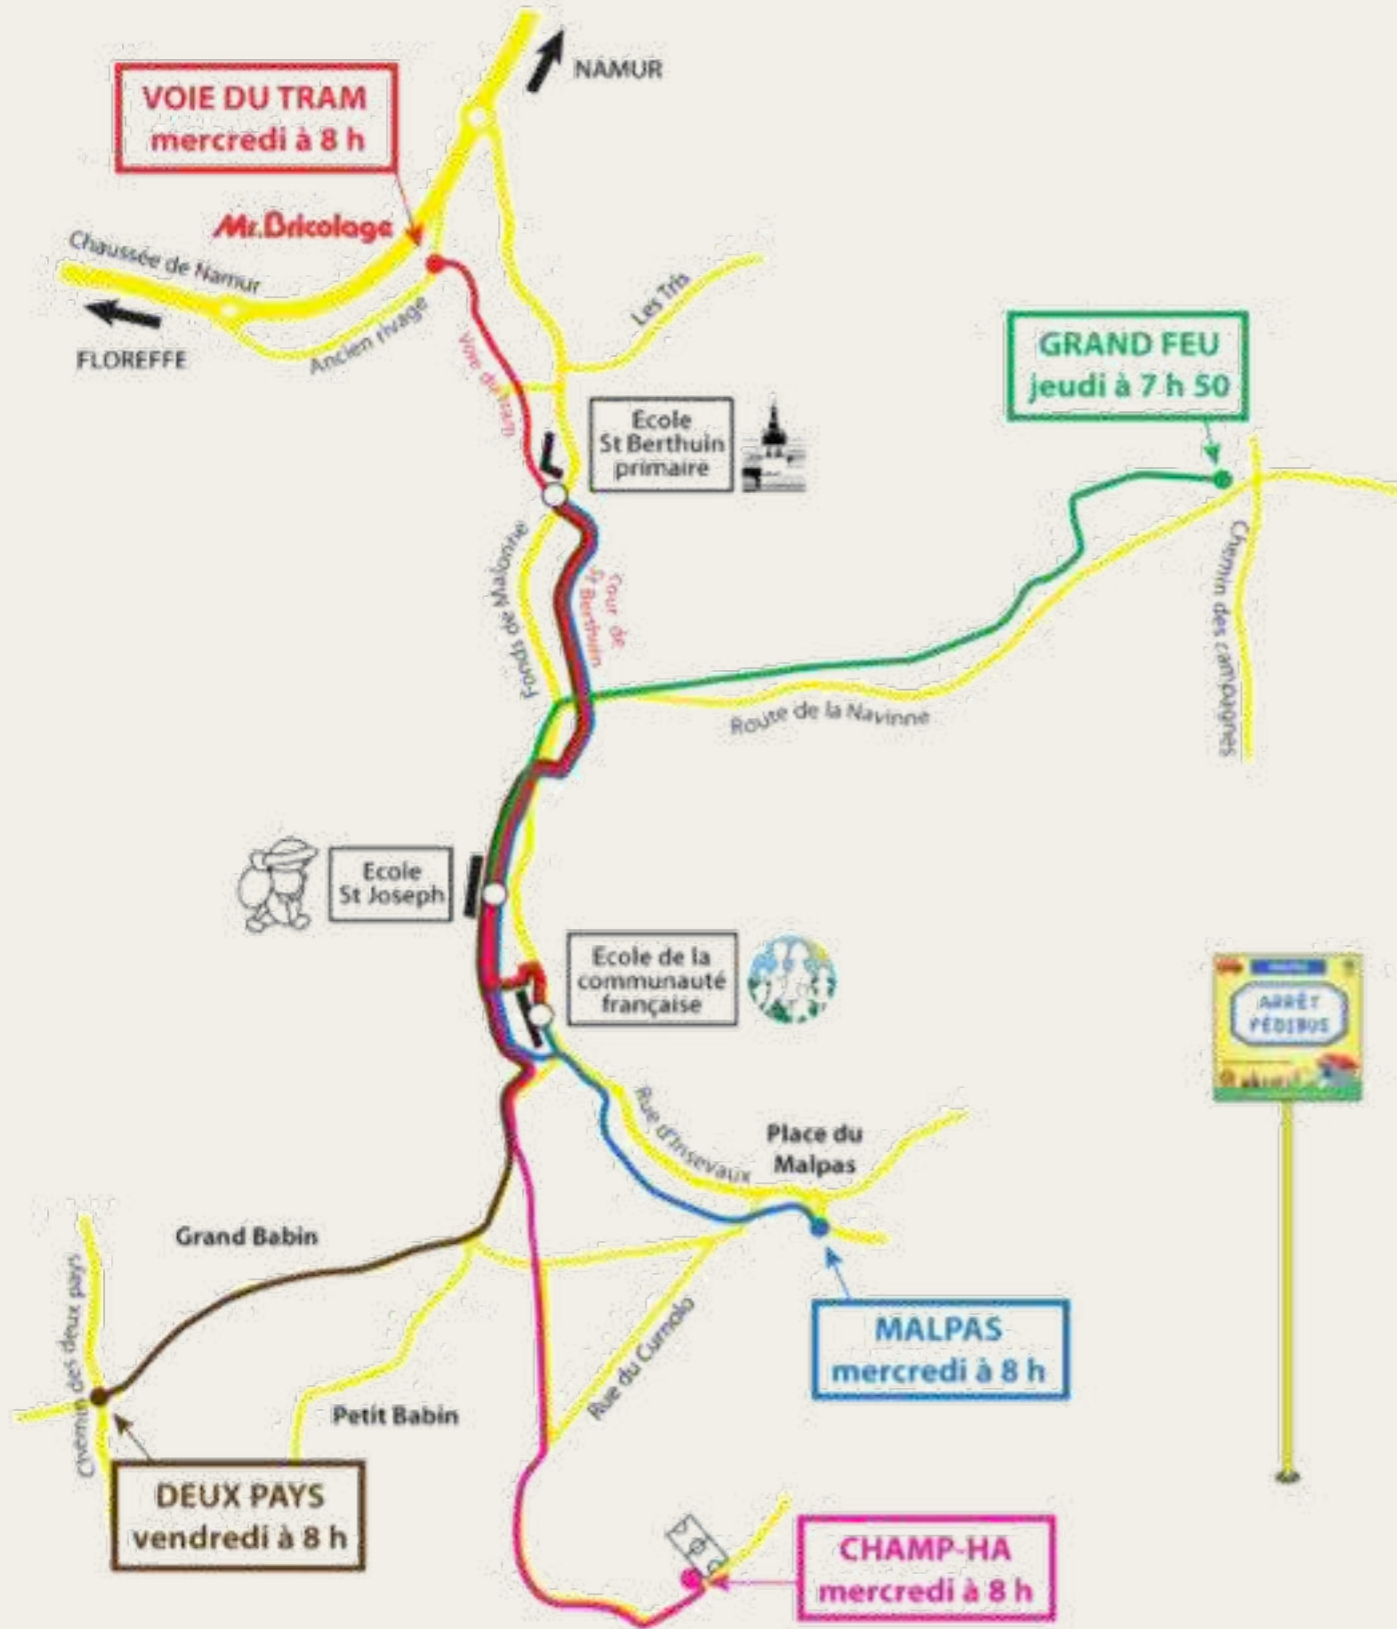 NAMUR
VOIE DU TRAM
mercredi à 8 h
Mr.Bricolage
Chaussée de Namur
FLOREFFE
Ancien rivage
Les Tris
Voie du tram
GRAND FEU
jeudi à 7 h 50
Ecole
St Berthuin
primaire
Fonds de Malonne
Cour de
St Berthuin
Chemin des campagnes
Route de la Navinne
Ecole
St Joseph
Ecole de la
communauté
française
ARRÊT
PÉDIBUS
Rue d'Insevaux
Place du
Malpas
Grand Babin
Chemin des deux pays
MALPAS
mercredi à 8 h
Rue du Curnolo
Petit Babin
DEUX PAYS
vendredi à 8 h
CHAMP-HA
mercredi à 8 h